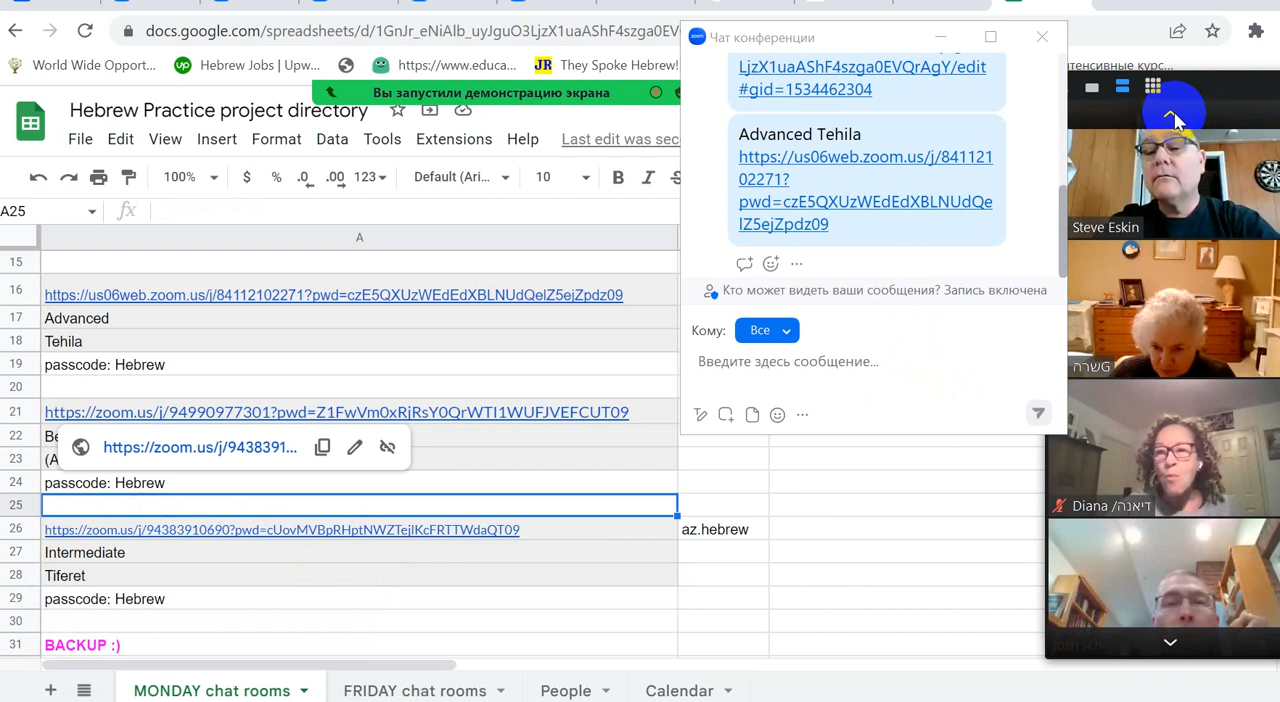 docs.google.com/spreadsheets/d/1GnJr_eNiAlb_uyJguO3LjzX1uaAShF4szga0EV
World Wide Opport...
Hebrew Jobs | Upw...
https://www.educa...
They Spoke Hebrew!
Вы запустили демонстрацию экрана
Hebrew Practice project directory
File Edit View Insert Format Data Tools Extensions Help Last edit was sec
100% $ % .0 .00 123 Default (ri... 10 B I S
A25 fx
A
15
16 https://us06web.zoom.us/j/84112102271?pwd=czE5QXUzWEdEdXBLNUdQelZ5ejZpdz09
17 Advanced
18 Tehila
19 passcode: Hebrew
20
21 https://zoom.us/j/94990977301?pwd=Z1FwVm0xRjRsY0QrWTI1WUFJVEFCUT09
22 Be
https://zoom.us/j/9438391...
23 (A
24 passcode: Hebrew
25
26 https://zoom.us/j/94383910690?pwd=cUovMVBpRHptNWZTejlKcFRTTWdaQT09 az.hebrew
27 Intermediate
28 Tiferet
29 passcode: Hebrew
30
31 BACKUP :)
MONDAY chat rooms FRIDAY chat rooms People Calendar
zoom Чат конференции
LjzX1uaAShF4szga0EVQrAgY/edit
#gid=1534462304
Advanced Tehila
https://us06web.zoom.us/j/841121
02271?
pwd=czE5QXUzWEdEdXBLNUdQe
lZ5ejZpdz09
Кто может видеть ваши сообщения? Запись включена
Кому: Все
Введите здесь сообщение...
тенсивные курс...
Steve Eskin
שרהG
Diana /דיאנה